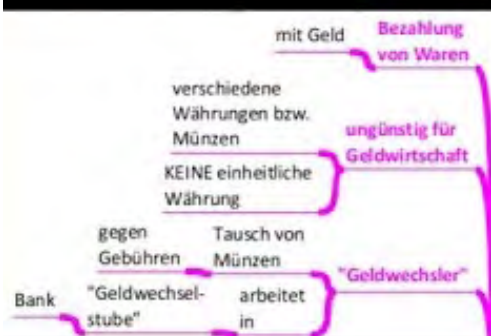 mit Geld
Bezahlung
von Waren
verschiedene
Währungen bzw.
Münzen
ungünstig für
Geldwirtschaft
KEINE einheitliche
Währung
gegen
Gebühren
Tausch von
Münzen
"Geldwechsler"
Bank
"Geldwechsel-
stube"
arbeitet
in